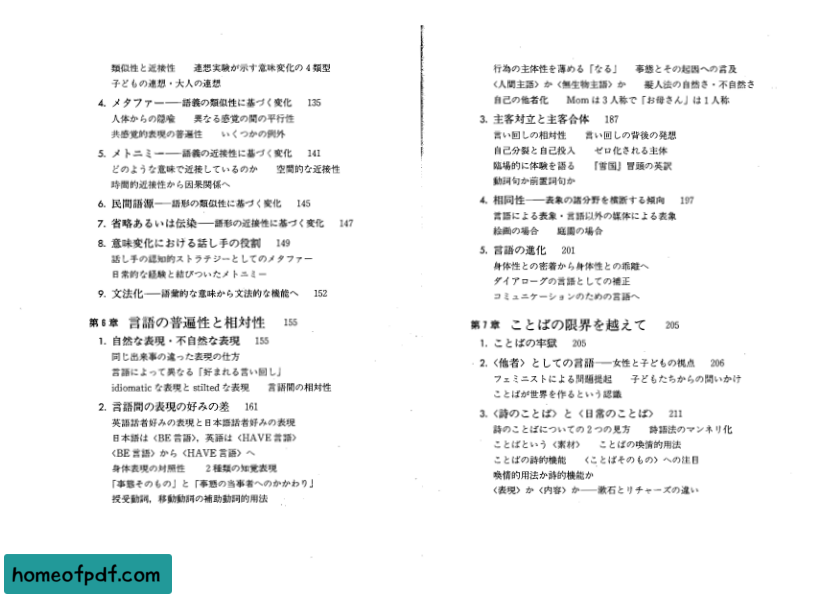 類似性と近接性　連想実験が示す意味変化の4類型
子どもの連想・大人の連想
4. メタファー——語義の類似性に基づく変化　135
人体からの隠喩　異なる感覚の間の平行性
共感覚的表現の普遍性　いくつかの例外
5. メトニミー——語義の近接性に基づく変化　141
どのような意味で近接しているのか　空間的な近接性
時間的近接性から因果関係へ
6. 民間語源——語形の類似性に基づく変化　145
7. 省略あるいは伝染——語形の近接性に基づく変化　147
8. 意味変化における話し手の役割　149
話し手の認知的ストラテジーとしてのメタファー
日常的な経験と結びついたメトニミー
9. 文法化——語彙的な意味から文法的な機能へ　152
第6章　言語の普遍性と相対性　155
1. 自然な表現・不自然な表現　155
同じ出来事の違った表現の仕方
言語によって異なる「好まれる言い回し」
idiomatic な表現と stilted な表現　言語間の相対性
2. 言語間の表現の好みの差　161
英語話者好みの表現と日本語話者好みの表現
日本語は〈BE 言語〉, 英語は〈HAVE 言語〉
〈BE 言語〉から〈HAVE 言語〉へ
身体表現の対照性　2種類の知覚表現
「事態そのもの」と「事態の当事者へのかかわり」
授受動詞, 移動動詞の補助動詞的用法
行為の主体性を薄める「なる」　事態とその起因への言及
〈人間主語〉か〈無生物主語〉か　擬人法の自然さ・不自然さ
自己の他者化　Mom は3人称で「お母さん」は1人称
3. 主客対立と主客合体　187
言い回しの相対性　言い回しの背後の発想
自己分裂と自己投入　ゼロ化される主体
臨場的に体験を語る　『雪国』冒頭の英訳
動詞句か前置詞句か
4. 相同性——表象の諸分野を横断する傾向　197
言語による表象・言語以外の媒体による表象
絵画の場合　庭園の場合
5. 言語の進化　201
身体性との密着から身体性との乖離へ
ダイアローグの言語としての補正
コミュニケーションのための言語へ
第7章　ことばの限界を越えて　205
1. ことばの牢獄　205
2. 〈他者〉としての言語——女性と子どもの視点　206
フェミニストによる問題提起　子どもたちからの問いかけ
ことばが世界を作るという認識
3. 〈詩のことば〉と〈日常のことば〉　211
詩のことばについての2つの見方　詩語法のマンネリ化
ことばという〈素材〉　ことばの喚情的用法
ことばの詩的機能　〈ことばそのもの〉への注目
喚情的用法か詩的機能か
〈表現〉か〈内容〉か——漱石とリチャーズの違い
homeofpdf.com